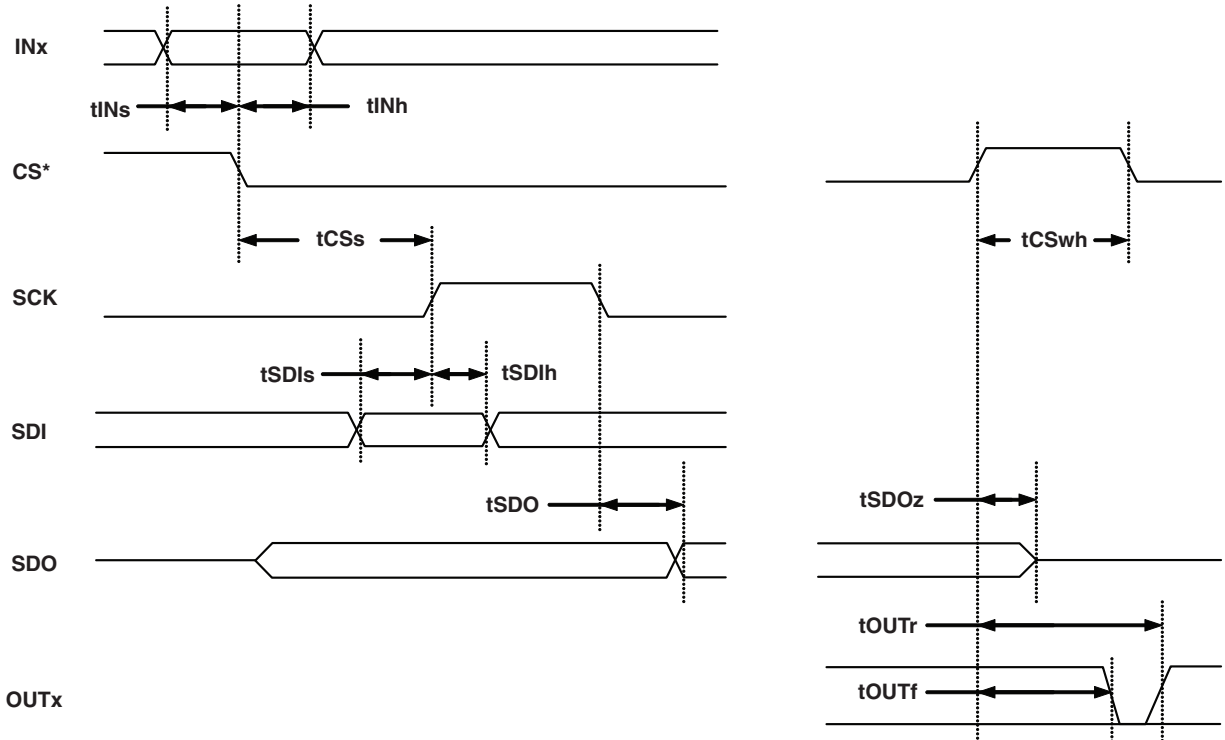 INx
tINs
tINh
CS*
tCSs
tCSwh
SCK
tSDIs
tSDIh
SDI
tSDO
tSDOz
SDO
tOUTr
tOUTf
OUTx